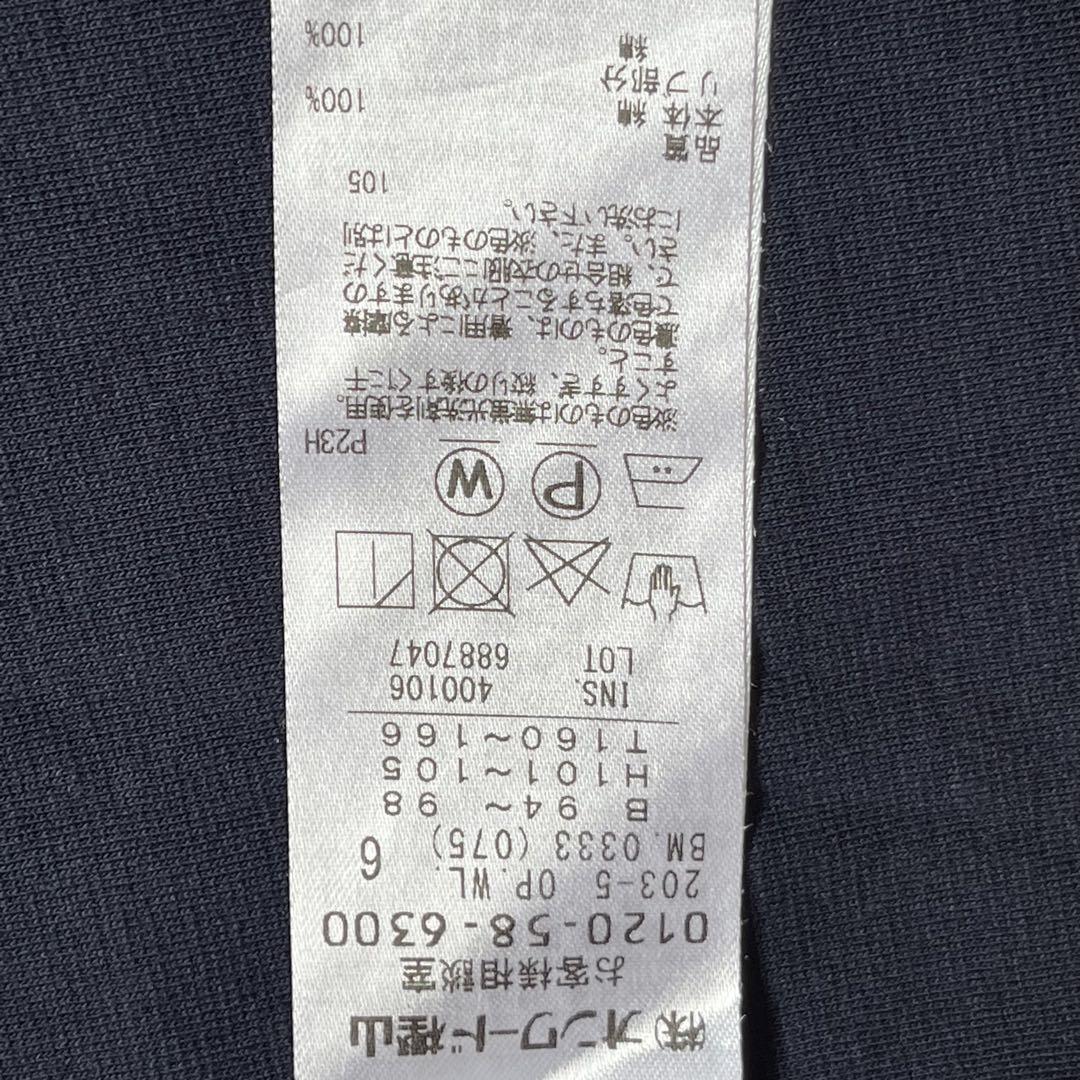 (株)オンワード樫山
お客様相談室
0120-58-6300
203-5 OP.WL.
BM.0333 (075) 6
B 94~ 98
H101~105
T160~166
INS. 400106
LOT 6887047
P W P23H
淡色のものは無蛍光洗剤を使用。
よくすすぎ、絞りの後すぐに干
すこと。
濃色のものは、着用による摩擦
で色落ちすることがありますの
で、組合せの衣服にご注意くだ
さい。また、淡色のものとは別
にお洗い下さい。
105
品質
本体 綿 100%
リブ部分
綿 100%